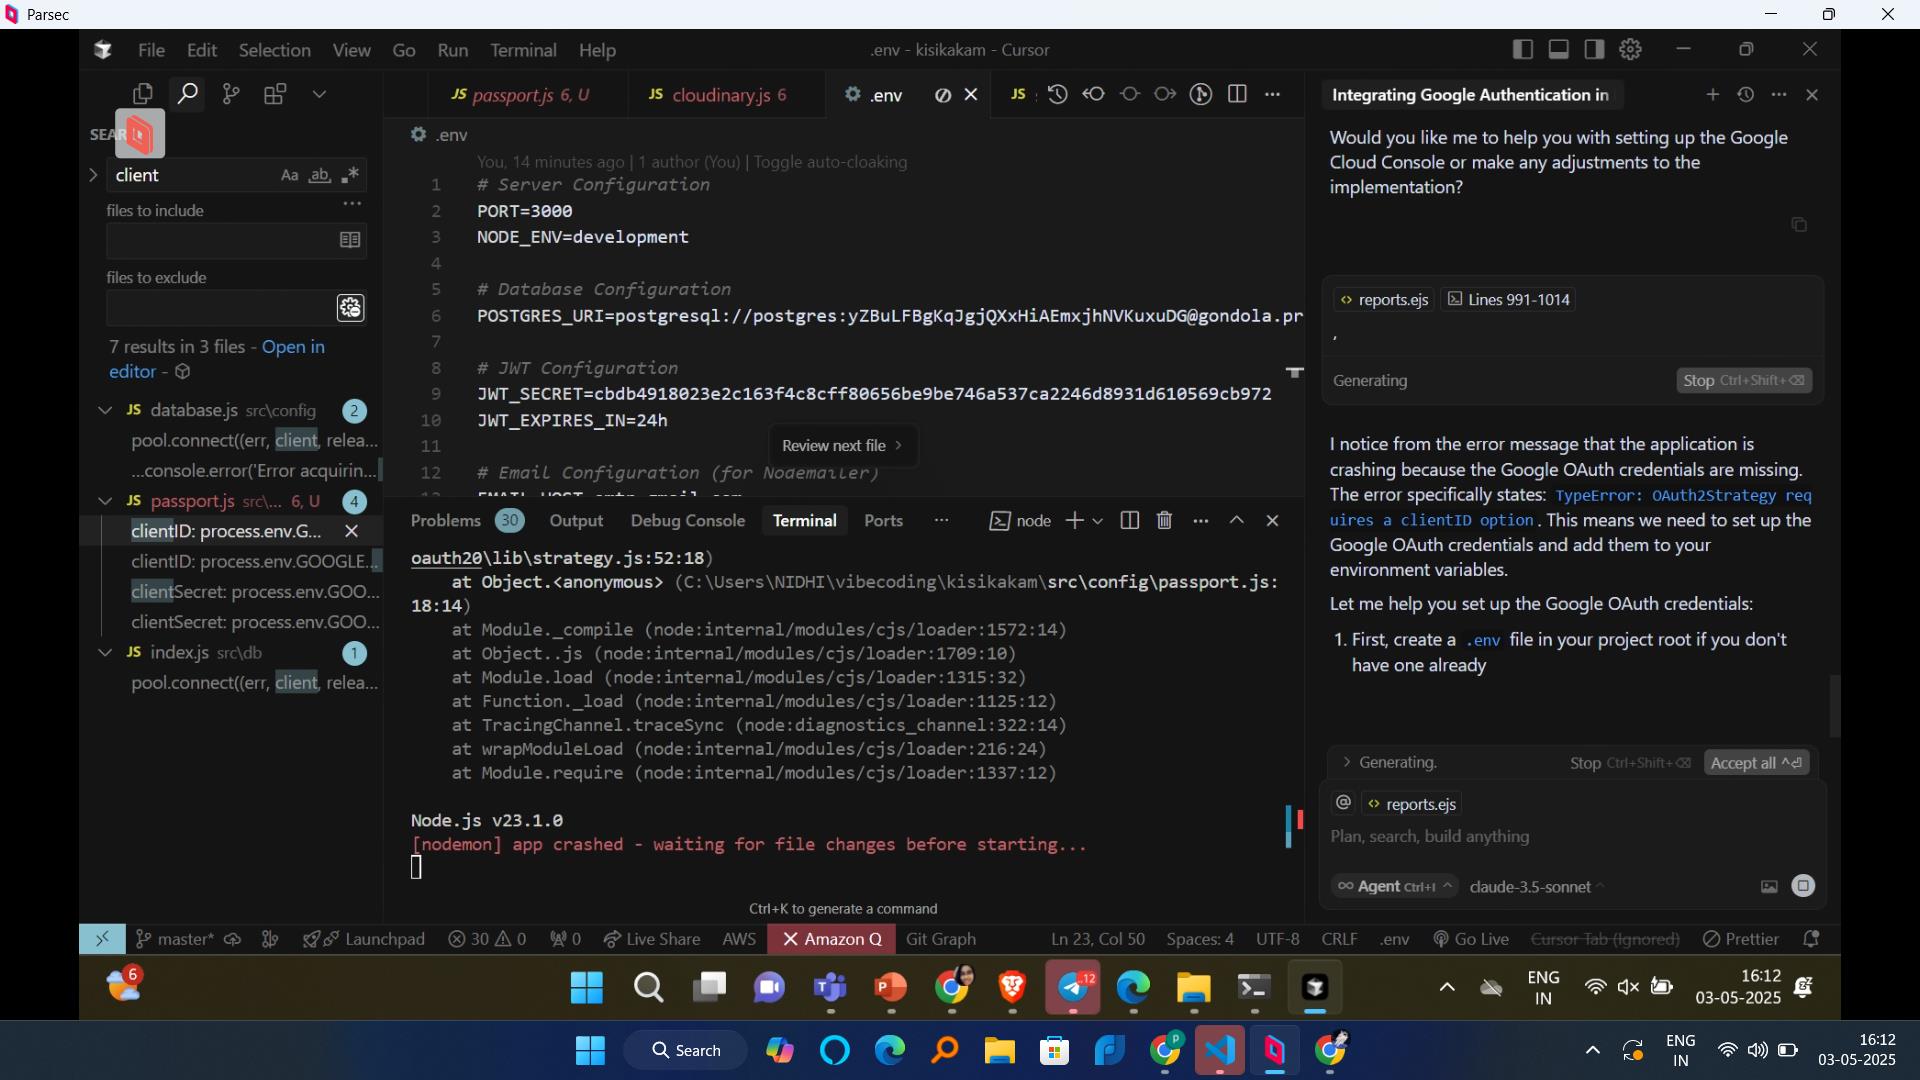 Parsec
File Edit Selection View Go Run Terminal Help
.env - kisikakam - Cursor
JS passport.js 6, U
JS cloudinary.js 6
.env
JS
Integrating Google Authentication in
SEAR
client
Aa ab
files to include
files to exclude
7 results in 3 files - Open in
editor -
JS database.js src\config 2
pool.connect((err, client, relea...
...console.error('Error acquirin...
JS passport.js src\... 6, U 4
clientID: process.env.G...
clientID: process.env.GOOGLE...
clientSecret: process.env.GOO...
clientSecret: process.env.GOO...
JS index.js src\db 1
pool.connect((err, client, relea...
.env
You, 14 minutes ago | 1 author (You) | Toggle auto-cloaking
1 # Server Configuration
2 PORT=3000
3 NODE_ENV=development
4
5 # Database Configuration
6 POSTGRES_URI=postgresql://postgres:yZBuLFBgKqJgjQXxHiAEmxjhNVKuxuDG@gondola.pr
7
8 # JWT Configuration
9 JWT_SECRET=cbdb4918023e2c163f4c8cff80656be9be746a537ca2246d8931d610569cb972
10 JWT_EXPIRES_IN=24h
11
12 # Email Configuration (for Nodemailer)
Review next file
Problems 30 Output Debug Console Terminal Ports
node
oauth20\lib\strategy.js:52:18)
at Object.<anonymous> (C:\Users\NIDHI\vibecoding\kisikakam\src\config\passport.js:
18:14)
at Module._compile (node:internal/modules/cjs/loader:1572:14)
at Object..js (node:internal/modules/cjs/loader:1709:10)
at Module.load (node:internal/modules/cjs/loader:1315:32)
at Function._load (node:internal/modules/cjs/loader:1125:12)
at TracingChannel.traceSync (node:diagnostics_channel:322:14)
at wrapModuleLoad (node:internal/modules/cjs/loader:216:24)
at Module.require (node:internal/modules/cjs/loader:1337:12)
Node.js v23.1.0
[nodemon] app crashed - waiting for file changes before starting...
Ctrl+K to generate a command
Would you like me to help you with setting up the Google
Cloud Console or make any adjustments to the
implementation?
reports.ejs Lines 991-1014
,
Generating
Stop Ctrl+Shift+
I notice from the error message that the application is
crashing because the Google OAuth credentials are missing.
The error specifically states: TypeError: OAuth2Strategy req
uires a clientID option. This means we need to set up the
Google OAuth credentials and add them to your
environment variables.
Let me help you set up the Google OAuth credentials:
1. First, create a .env file in your project root if you don't
have one already
Generating.
Stop Ctrl+Shift+
Accept all
@ reports.ejs
Plan, search, build anything
Agent Ctrl+I
claude-3.5-sonnet
master* Launchpad 30 0 0 Live Share AWS Amazon Q Git Graph
Ln 23, Col 50 Spaces: 4 UTF-8 CRLF .env Go Live Cursor Tab (Ignored) Prettier
6
12
ENG
IN
16:12
03-05-2025
Search
ENG
IN
16:12
03-05-2025